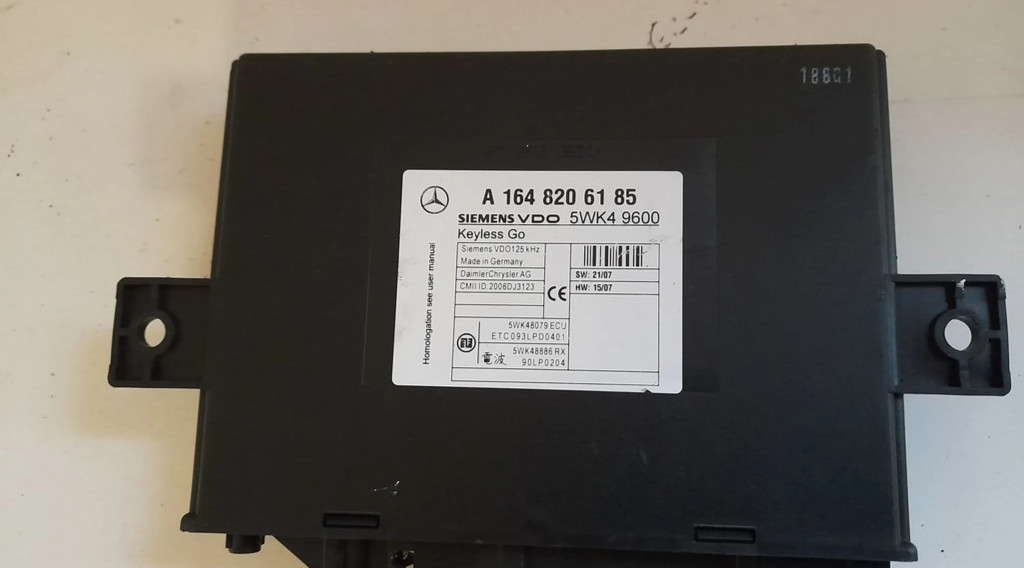 188Q1
A 164 820 61 85
SIEMENS VDO 5WK4 9600
Keyless Go
Homologation see user manual
Siemens VDO125 kHz
Made in Germany
DaimlerChrysler AG
CMII ID: 2006DJ3123
CE
SW: 21/07
HW: 15/07
5WK48079 ECU
ETC093LPD0401
5WK48886 RX
電波 90LP0204